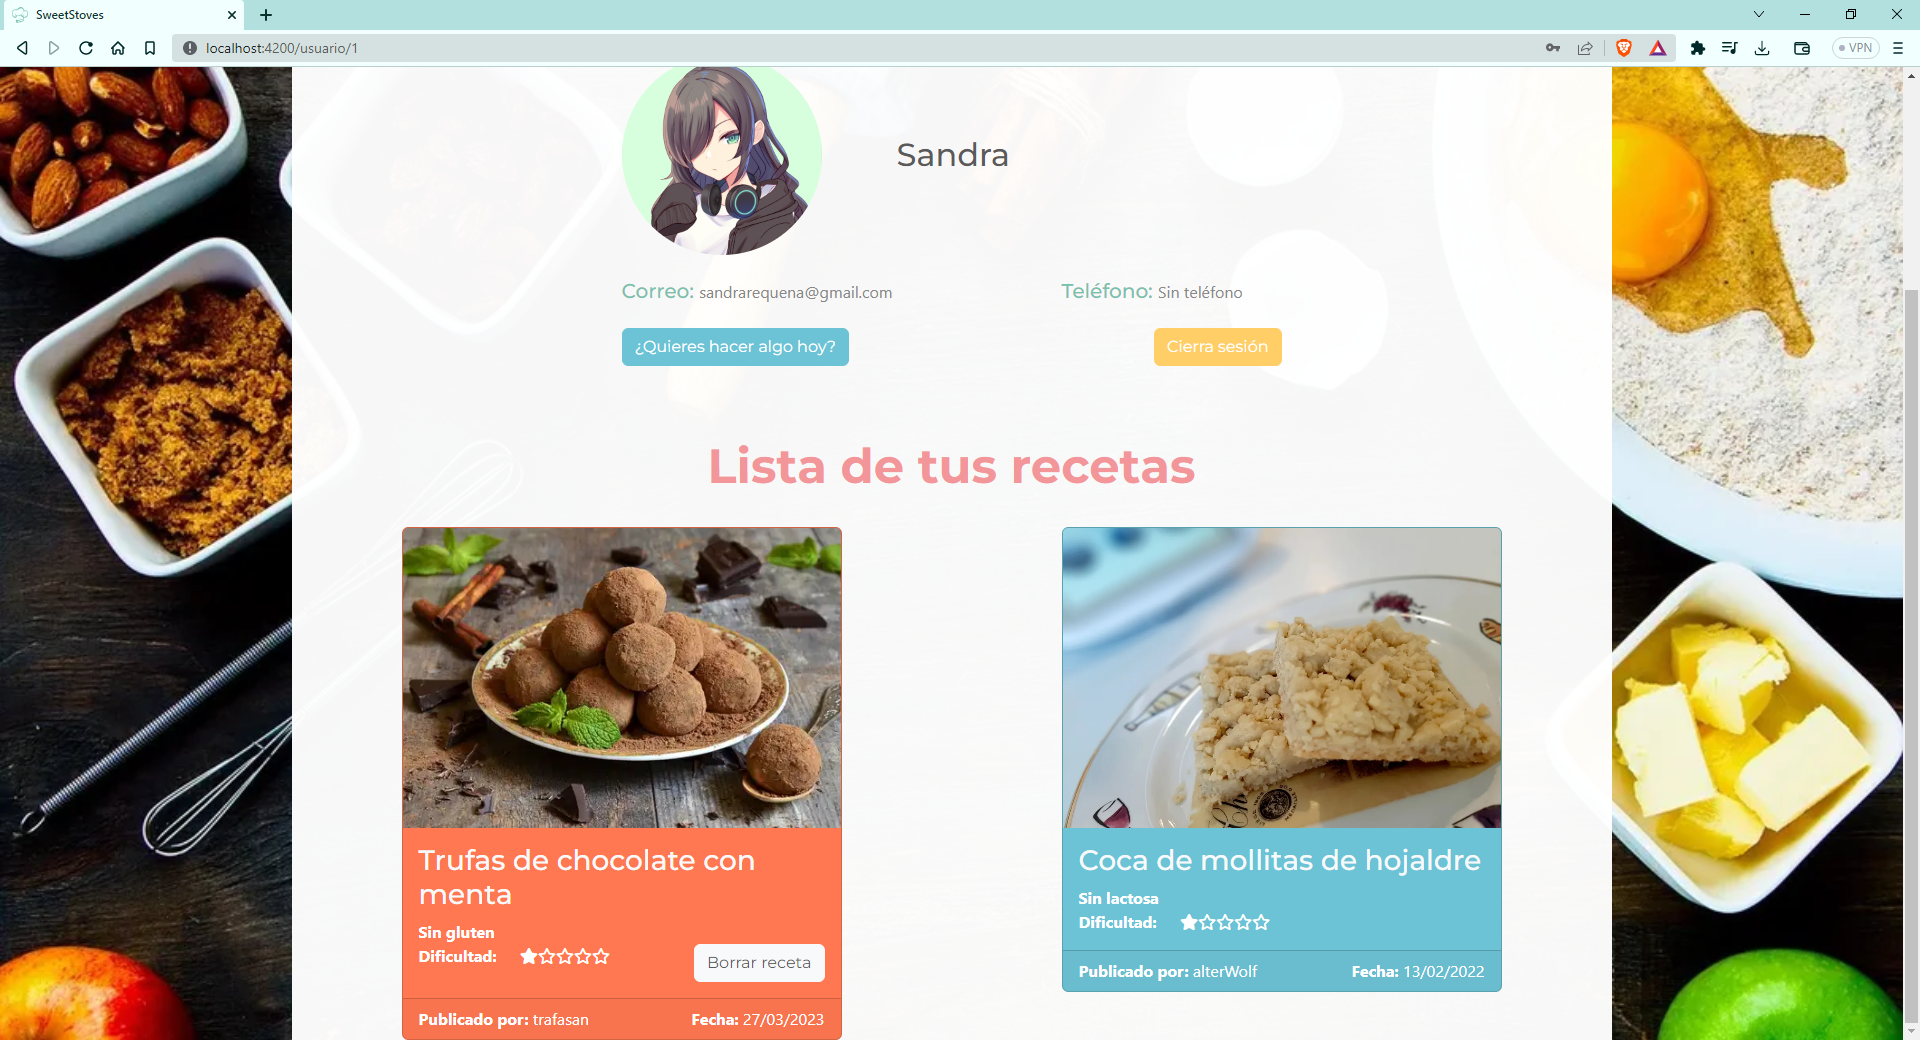 SweetStoves
localhost:4200/usuario/1
VPN
Sandra
Correo: sandrarequena@gmail.com
Teléfono: Sin teléfono
¿Quieres hacer algo hoy?
Cierra sesión
Lista de tus recetas
Trufas de chocolate con
menta
Sin gluten
Dificultad:
Borrar receta
Publicado por: trafasan
Fecha: 27/03/2023
Coca de mollitas de hojaldre
Sin lactosa
Dificultad:
Publicado por: alterWolf
Fecha: 13/02/2022